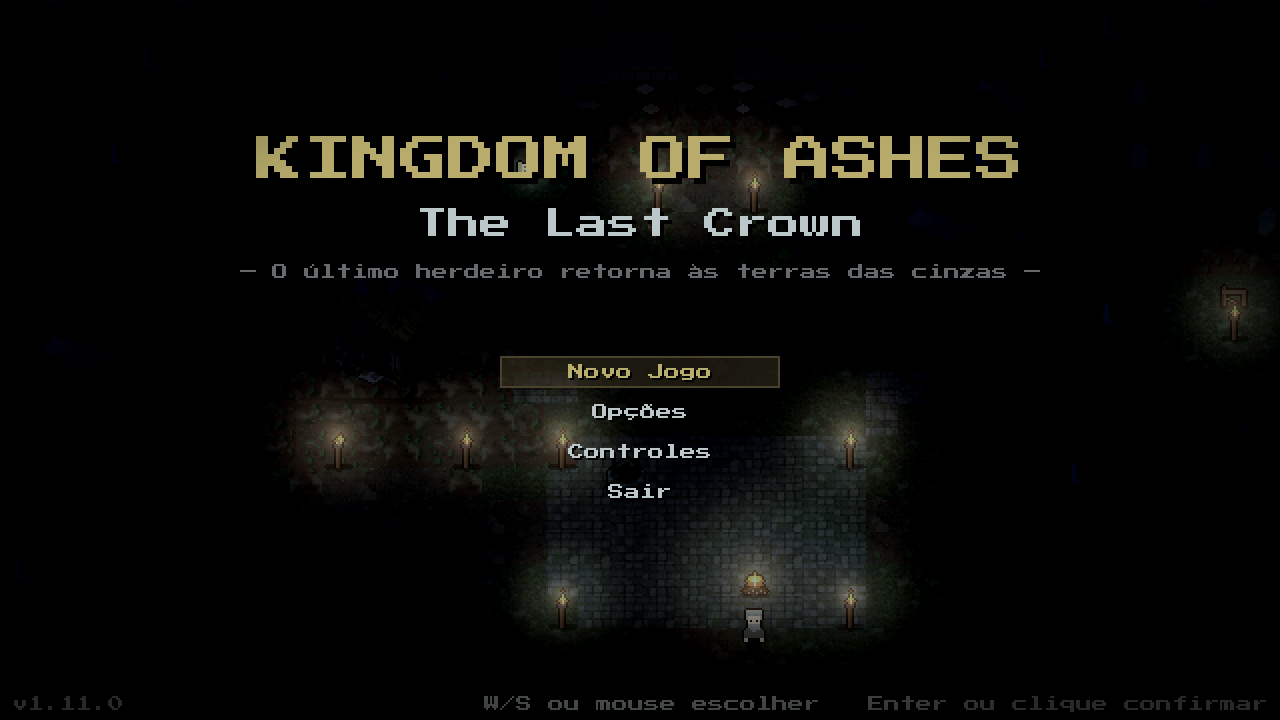 KINGDOM OF ASHES
The Last Crown
— O último herdeiro retorna às terras das cinzas —
Novo Jogo
Opções
Controles
Sair
v1.11.0
W/S ou mouse escolher Enter ou clique confirmar